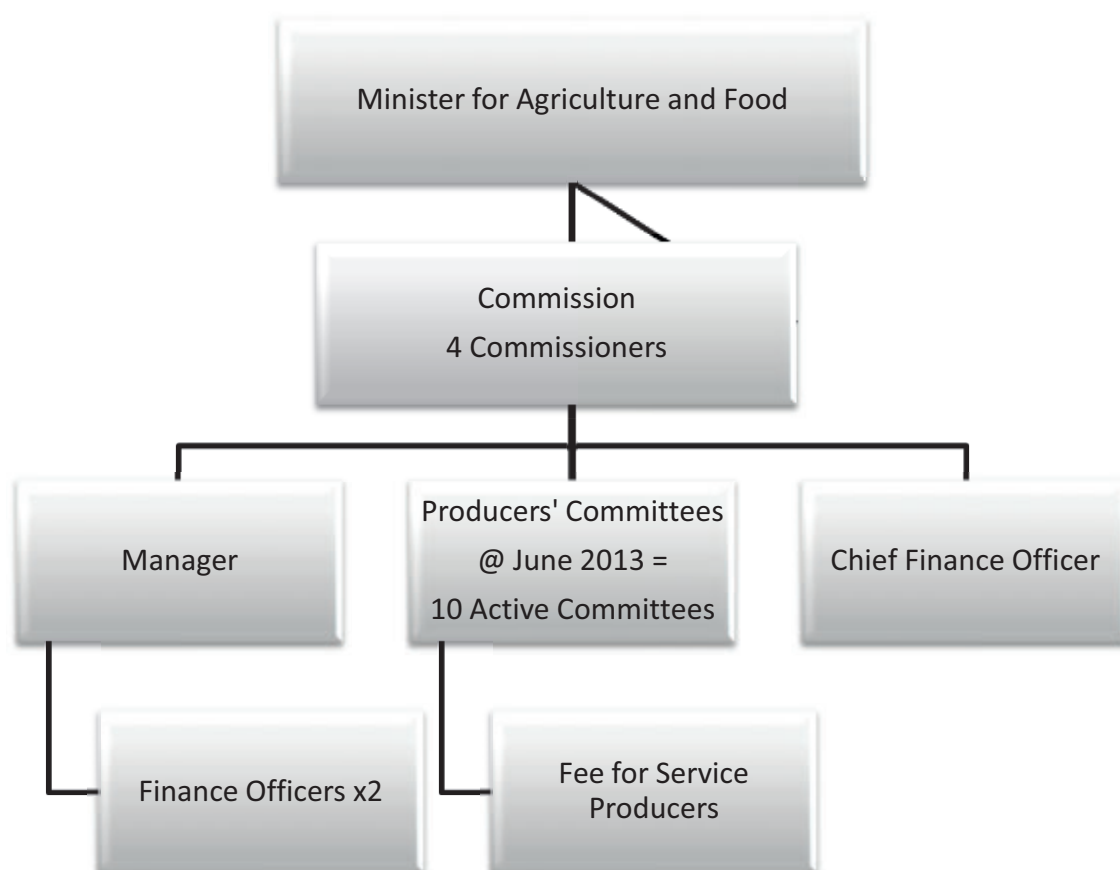 Minister for Agriculture and Food
Commission
4 Commissioners
Manager
Producers' Committees
@ June 2013 =
10 Active Committees
Chief Finance Officer
Finance Officers x2
Fee for Service
Producers